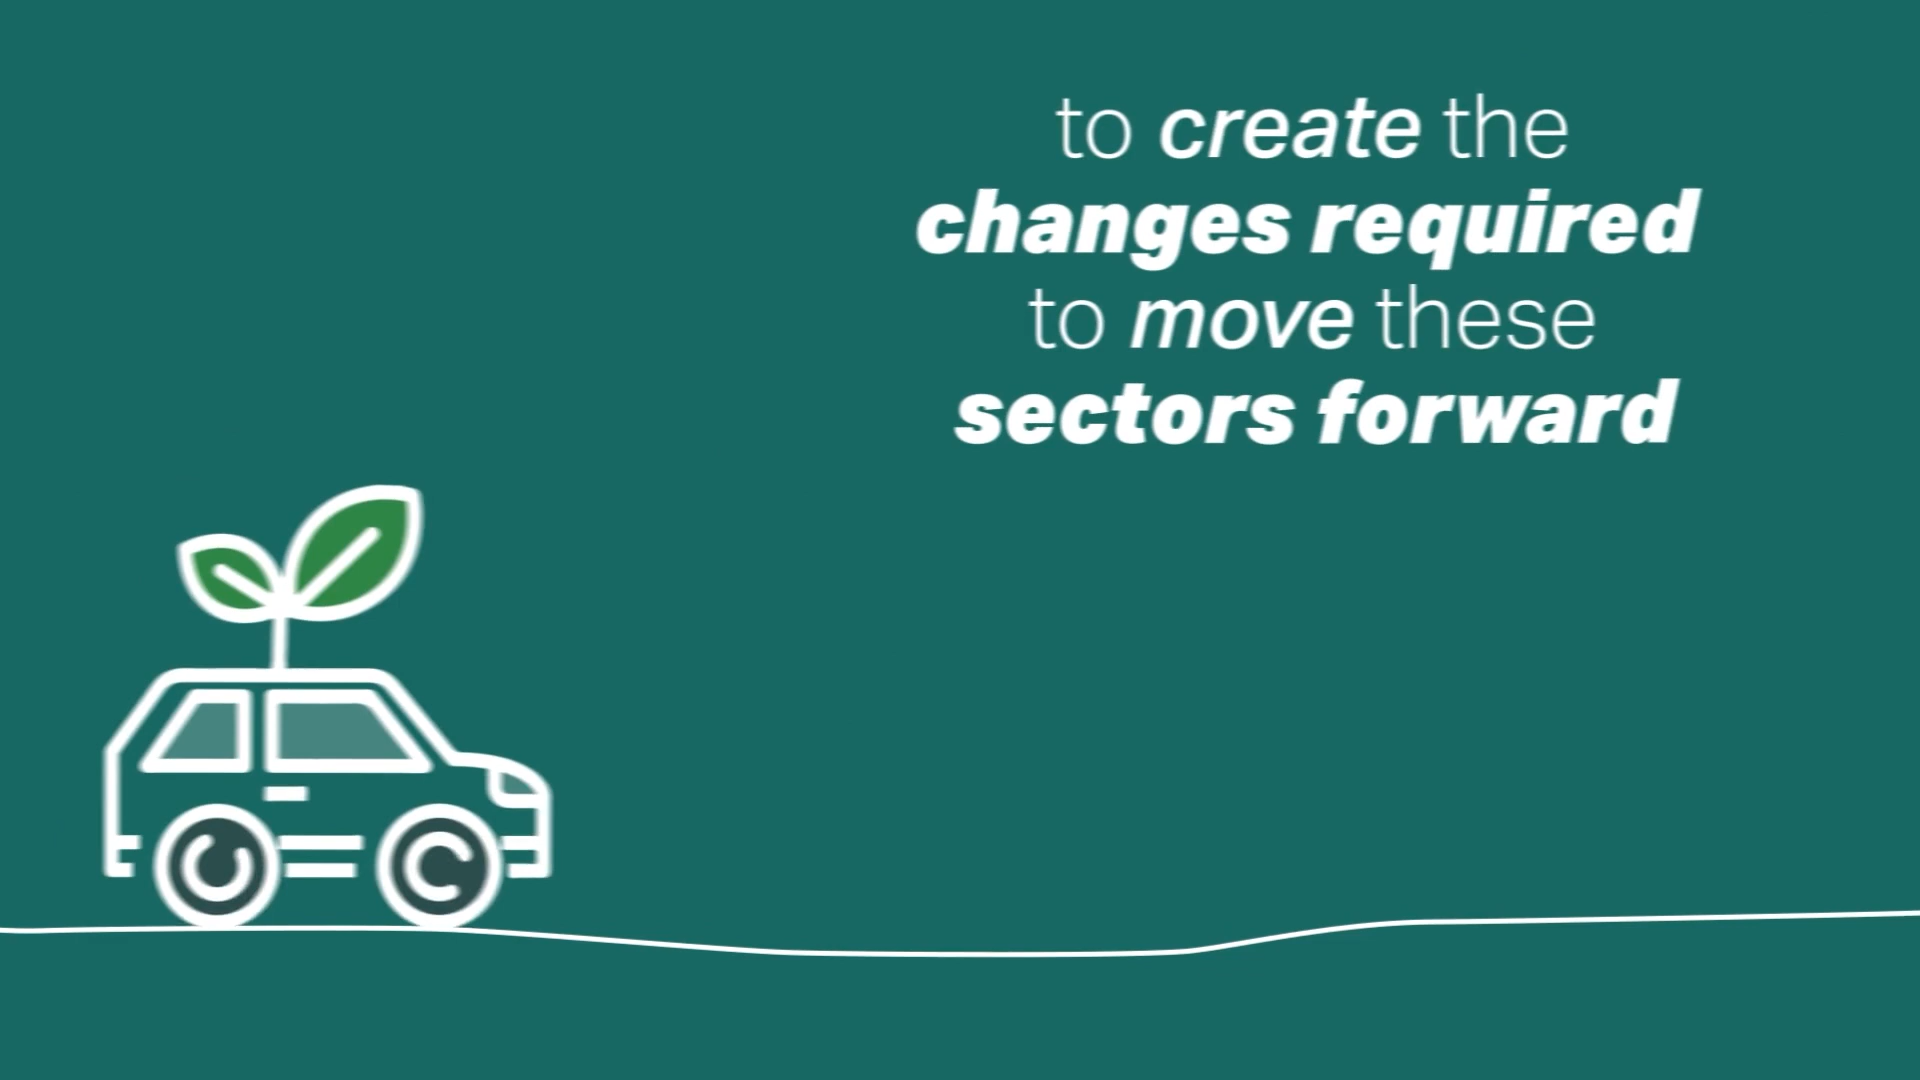 to create the
changes required
to move these
sectors forward